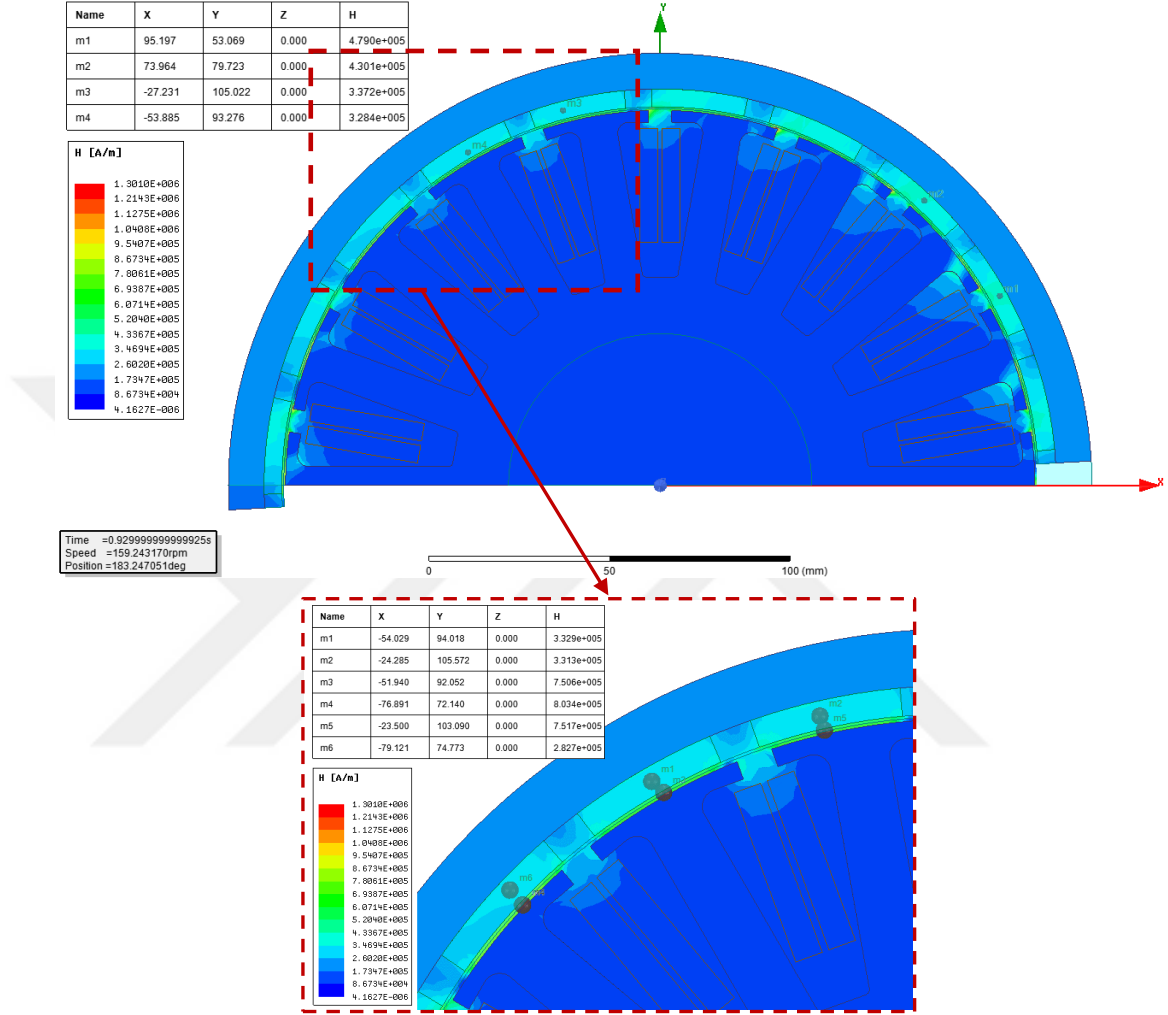 Name X Y Z H
m1 95.197 53.069 0.000 4.790e+005
m2 73.964 79.723 0.000 4.301e+005
m3 -27.231 105.022 0.000 3.372e+005
m4 -53.885 93.276 0.000 3.284e+005
Y
m3
m4
H [A/m]
1.3010E+006
1.2143E+006
1.1275E+006
1.0408E+006
9.5407E+005
8.6734E+005
7.8061E+005
6.9387E+005
6.0714E+005
5.2040E+005
4.3367E+005
3.4694E+005
2.6020E+005
1.7347E+005
8.6734E+004
4.1627E-006
X
Time =0.929999999999925s
Speed =159.243170rpm
Position =183.247051deg
0 50 100 (mm)
Name X Y Z H
m1 -54.029 94.018 0.000 3.329e+005
m2 -24.285 105.572 0.000 3.313e+005
m3 -51.940 92.052 0.000 7.506e+005
m4 -76.891 72.140 0.000 8.034e+005
m5 -23.500 103.090 0.000 7.517e+005
m6 -79.121 74.773 0.000 2.827e+005
m2
m5
m1
m6
H [A/m]
1.3010E+006
1.2143E+006
1.1275E+006
1.0408E+006
9.5407E+005
8.6734E+005
7.8061E+005
6.9387E+005
6.0714E+005
5.2040E+005
4.3367E+005
3.4694E+005
2.6020E+005
1.7347E+005
8.6734E+004
4.1627E-006